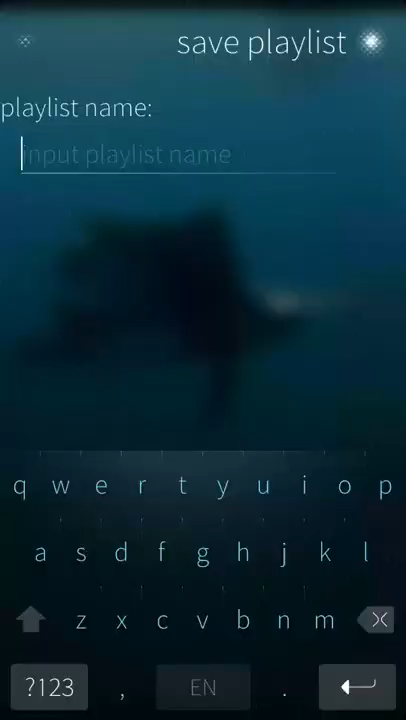 save playlist
playlist name:
input playlist name
q w e r t y u i o p
a s d f g h j k l
z x c v b n m
?123 , EN .